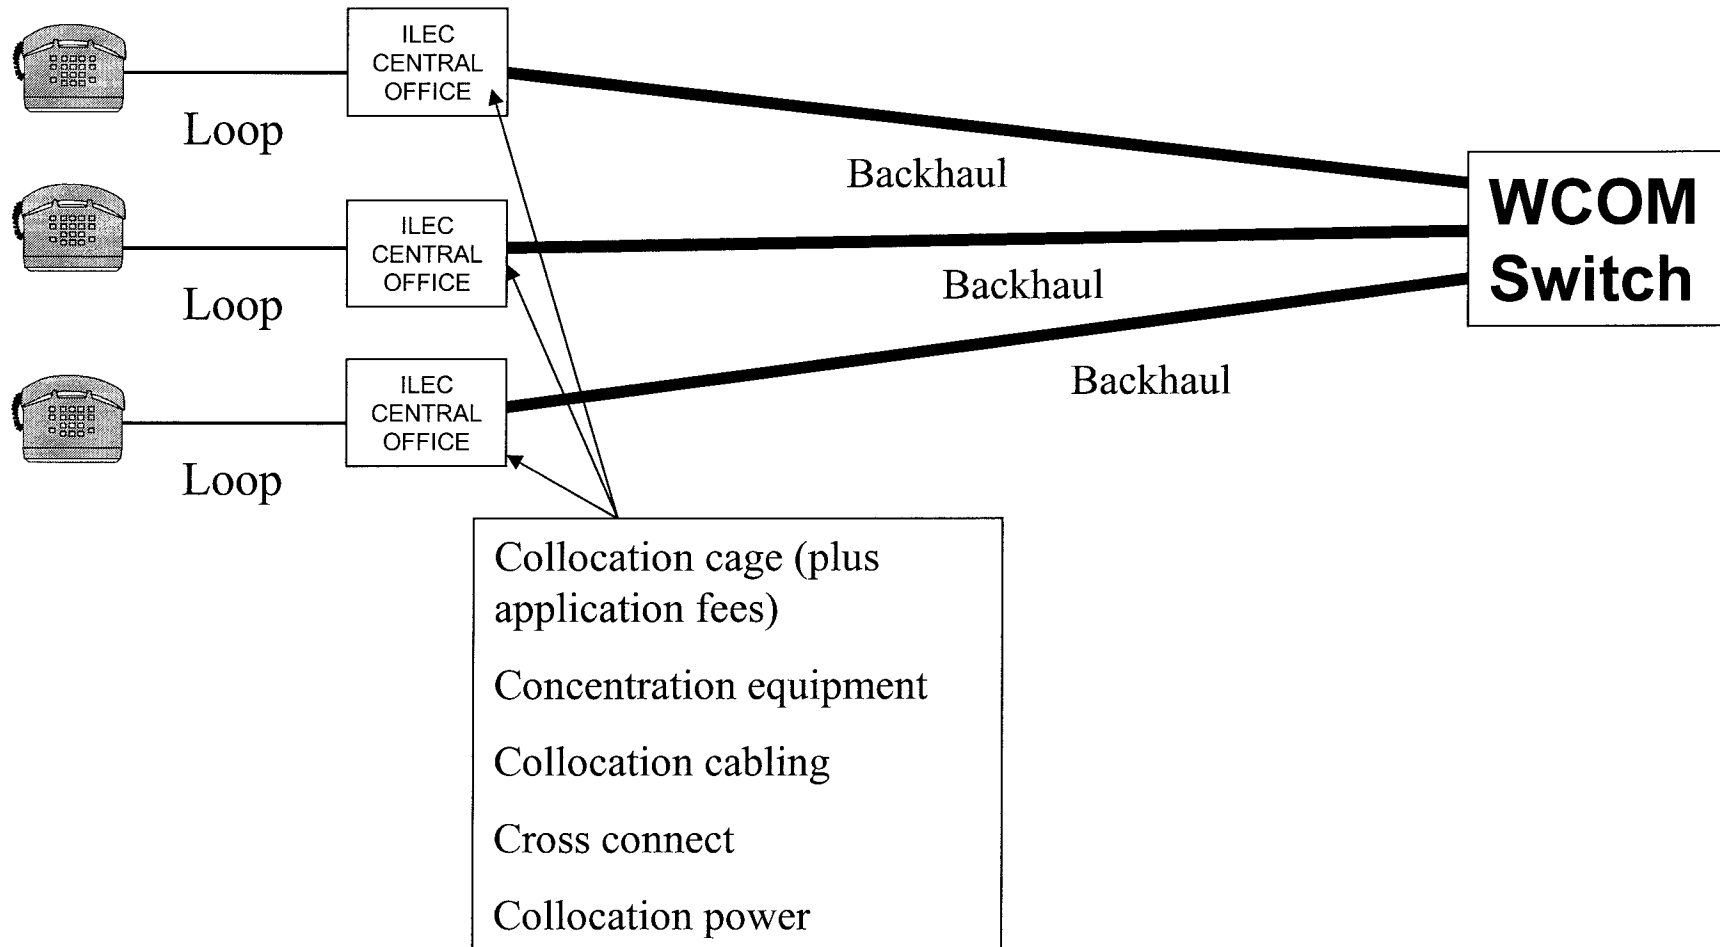 ILEC
CENTRAL
OFFICE
Loop
Backhaul
ILEC
CENTRAL
OFFICE
Loop
Backhaul
WCOM
Switch
ILEC
CENTRAL
OFFICE
Loop
Backhaul
Collocation cage (plus
application fees)
Concentration equipment
Collocation cabling
Cross connect
Collocation power